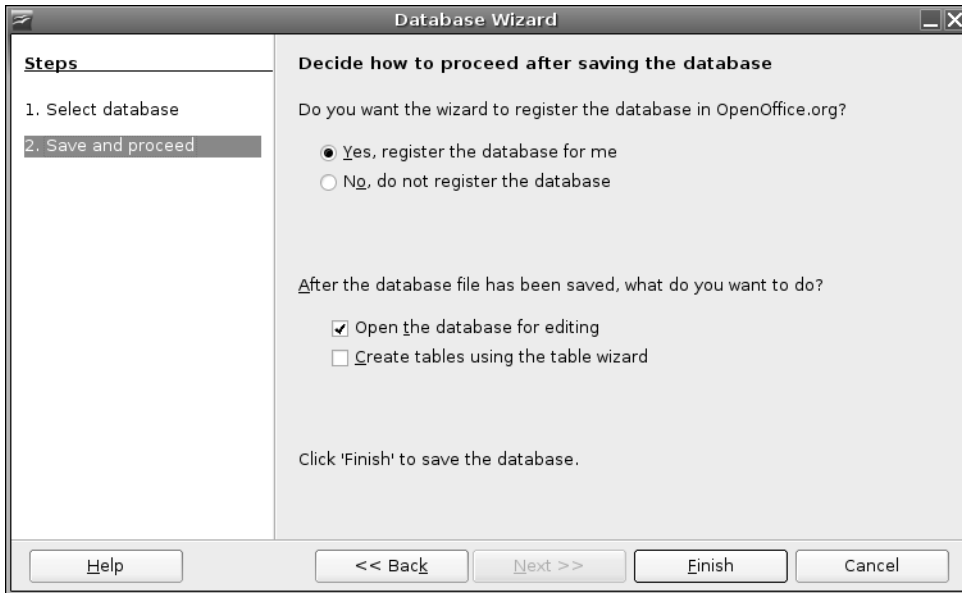 Database Wizard
Steps
1. Select database
2. Save and proceed
Decide how to proceed after saving the database
Do you want the wizard to register the database in OpenOffice.org?
Yes, register the database for me
No, do not register the database
After the database file has been saved, what do you want to do?
Open the database for editing
Create tables using the table wizard
Click 'Finish' to save the database.
Help
<< Back
Next >>
Finish
Cancel